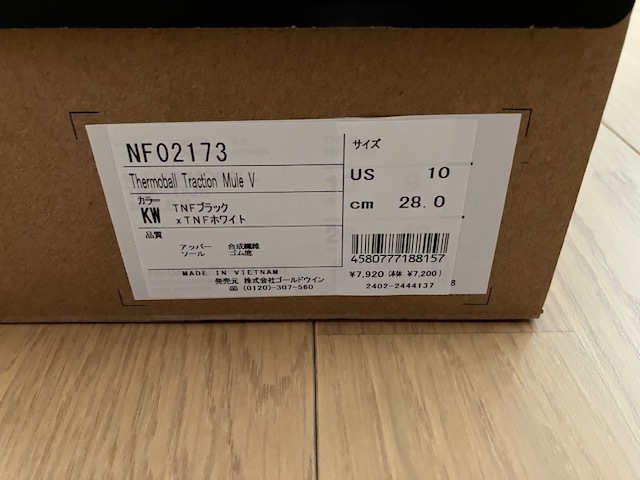 NF02173
Thermoball Traction Mule V
カラー
KW
TNFブラック
xTNFホワイト
品質
アッパー 合成繊維
ソール ゴム底
MADE IN VIETNAM
発売元 株式会社ゴールドウイン
(0120)-307-560
サイズ
US 10
cm 28.0
4580777188157
¥7,920 (本体 ¥7,200)
2402-2444137
8